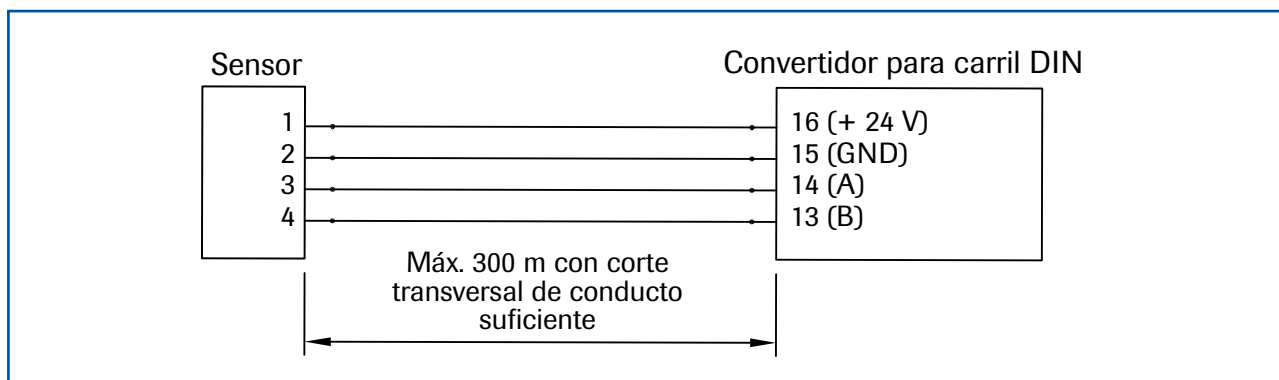 Sensor
Convertidor para carril DIN
1
16 (+ 24 V)
2
15 (GND)
3
14 (A)
4
13 (B)
Máx. 300 m con corte
transversal de conducto
suficiente